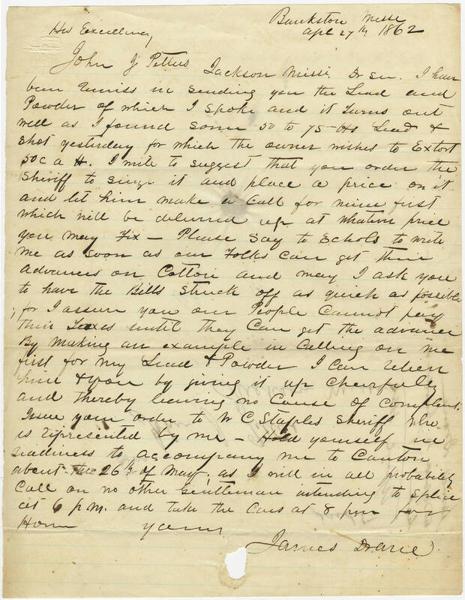 Bankston Missi
Apl 27th 1862
His Excellency
John J Pettus Jackson Missi Dr Sir. I have
been remiss in sending you the Lead and
Powder of which I spoke and it turns out
well as I found some 50 to 75 lbs Lead &
Shot yesterday for which the owner wishes to Extort
50c a lb. I write to suggest that you order the
Sheriff to sieze it and place a price on it
and let him make a Call for mine first
which will be delivered up at whatever price
you may Fix — Please Say to Echols to write
me as soon as our Folks can get their
Advances on Cotton and may I ask you
to have the Bills struck off as quick as possible
for I assure you our People Cannot pay
their Taxes until they Can get the advance
By Making an example in Calling on me
first for my Lead & Powder I Can
him & you by giving it up Cheerfully
and thereby leaving no Cause of Complaint
Issue your order to W C Staples Sheriff who
is represented by me — Hold yourself in
readiness to accompany me to Canton
about the 26th of May, as I will in all probability
Call on no other gentleman intending to Splice
at 6 P.M. and take the Cars at 8 pm for
Home yours
James Drane